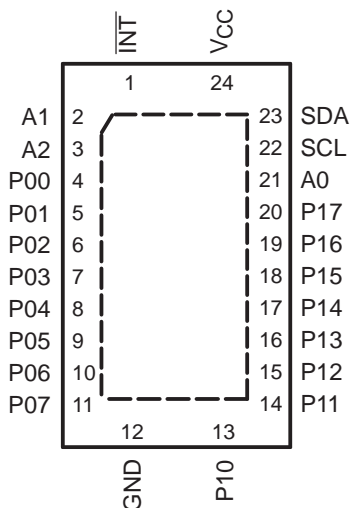 INT VCC
1 24
A1 2 23 SDA
A2 3 22 SCL
P00 4 21 A0
P01 5 20 P17
P02 6 19 P16
P03 7 18 P15
P04 8 17 P14
P05 9 16 P13
P06 10 15 P12
P07 11 14 P11
12 13
GND P10